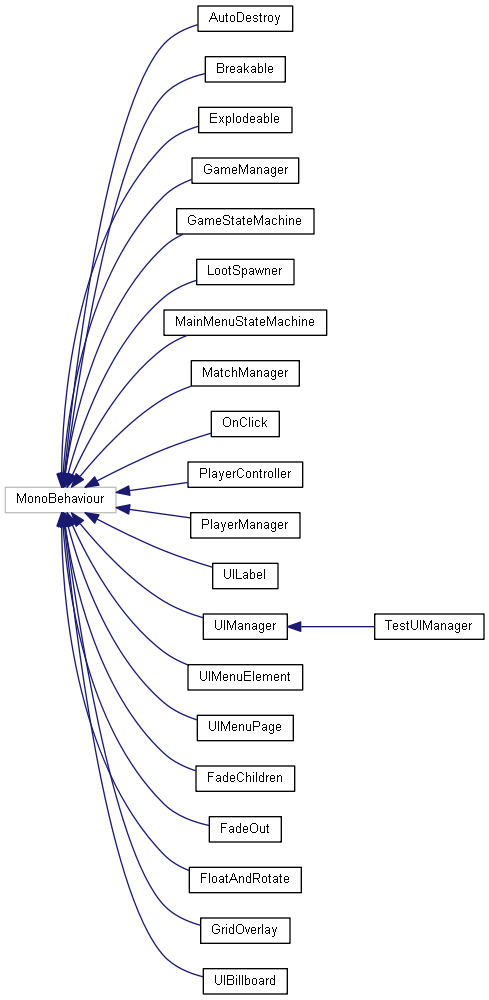 AutoDestroy
Breakable
Explodeable
GameManager
GameStateMachine
LootSpawner
MainMenuStateMachine
MatchManager
OnClick
PlayerController
MonoBehaviour
PlayerManager
UILabel
UIManager
TestUIManager
UIMenuElement
UIMenuPage
FadeChildren
FadeOut
FloatAndRotate
GridOverlay
UIBillboard